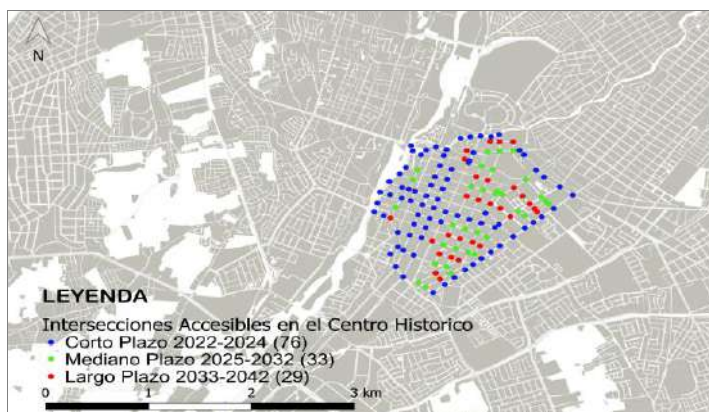 N
LEYENDA
Intersecciones Accesibles en el Centro Historico
Corto Plazo 2022-2024 (76)
Mediano Plazo 2025-2032 (33)
Largo Plazo 2033-2042 (29)
0 1 2 3 km